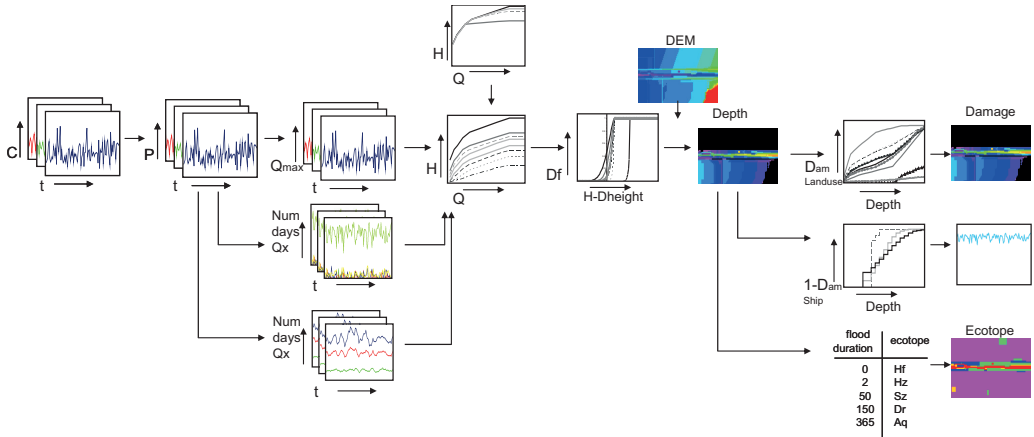 H
Q
DEM
C
t
P
t
Qmax
t
H
Q
Df
H-Dheight
Depth
Dam
Landuse
Depth
Damage
Num
days
Qx
t
1-Dam
Ship
Depth
Num
days
Qx
t
flood
duration
ecotope
0 Hf
2 Hz
50 Sz
150 Dr
365 Aq
Ecotope